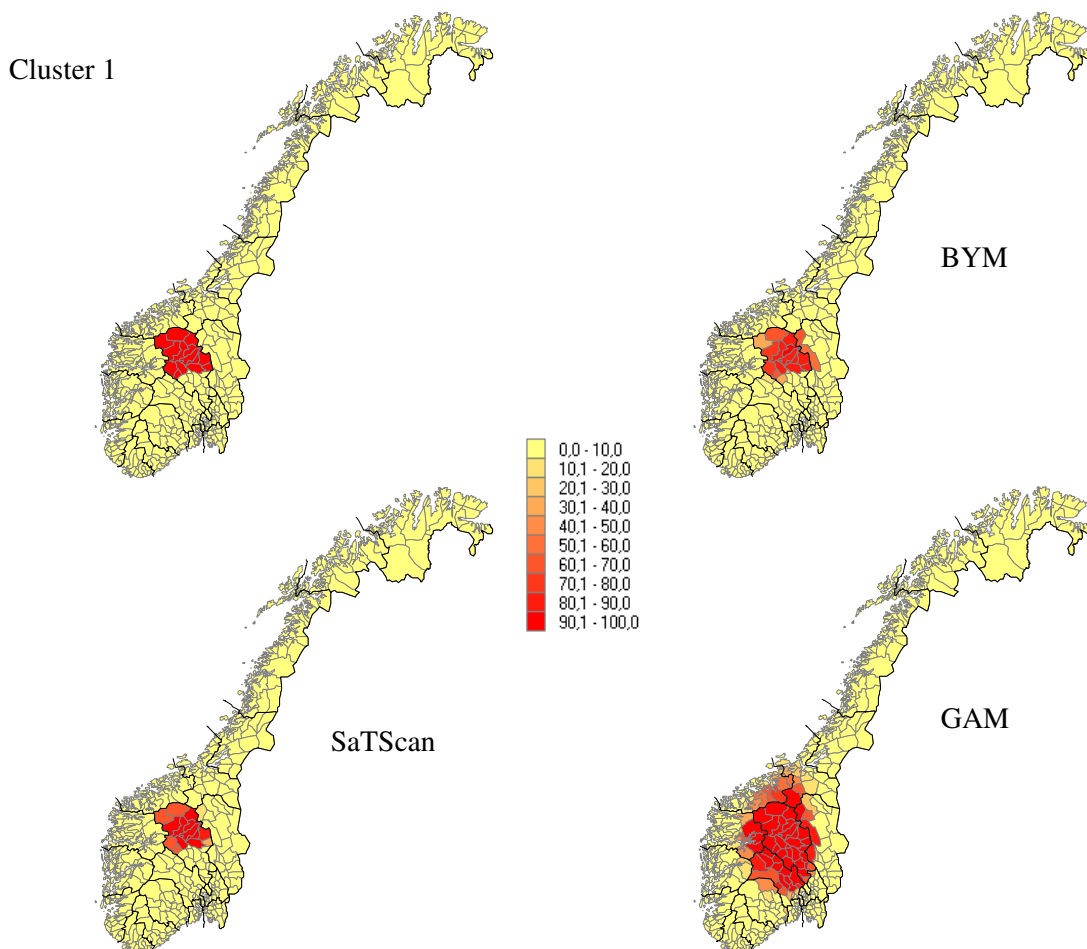 Cluster 1
BYM
0,0 - 10,0
10,1 - 20,0
20,1 - 30,0
30,1 - 40,0
40,1 - 50,0
50,1 - 60,0
60,1 - 70,0
70,1 - 80,0
80,1 - 90,0
90,1 - 100,0
SaTScan
GAM